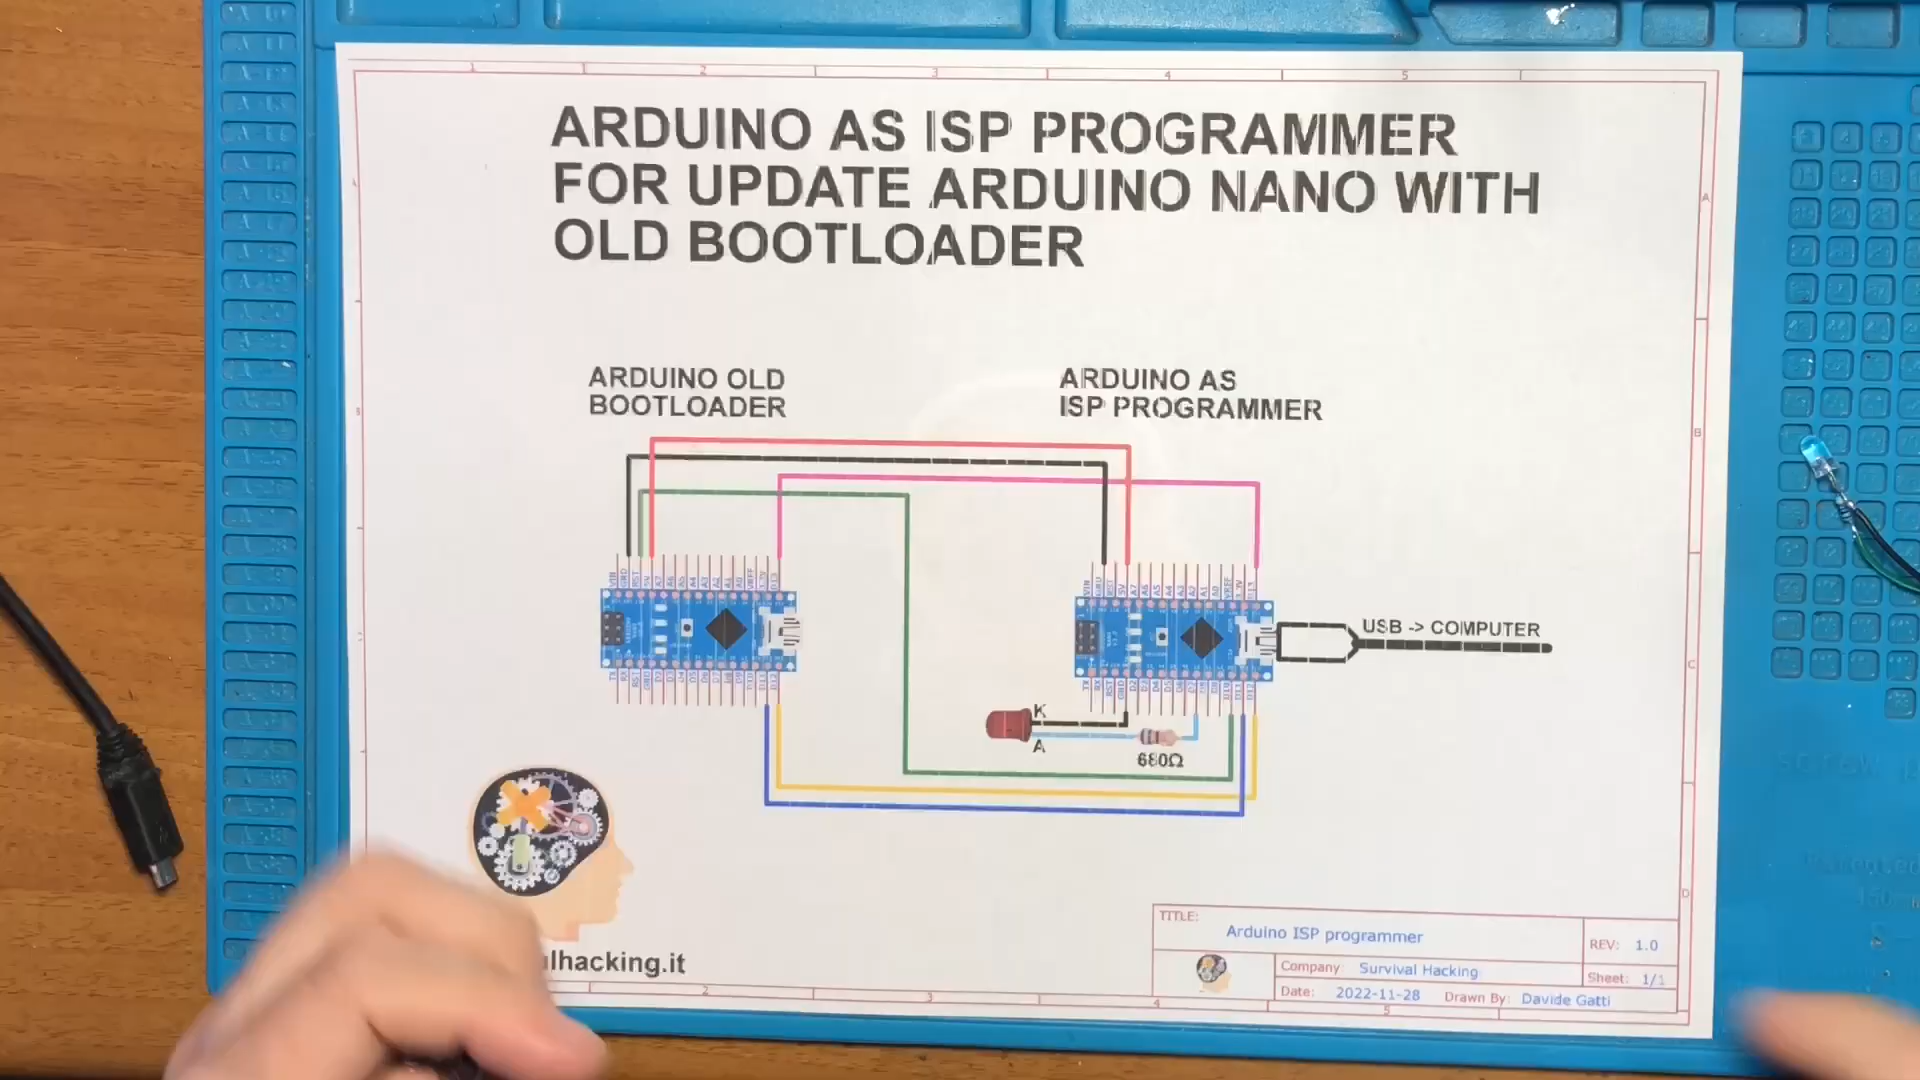 ARDUINO AS ISP PROGRAMMER
FOR UPDATE ARDUINO NANO WITH
OLD BOOTLOADER
ARDUINO OLD
BOOTLOADER
ARDUINO AS
ISP PROGRAMMER
USB -> COMPUTER
K
A
680Ω
lhacking.it
TITLE:
Arduino ISP programmer
REV: 1.0
Company Survival Hacking
Sheet: 1/1
Date: 2022-11-28 Drawn By: Davide Gatti